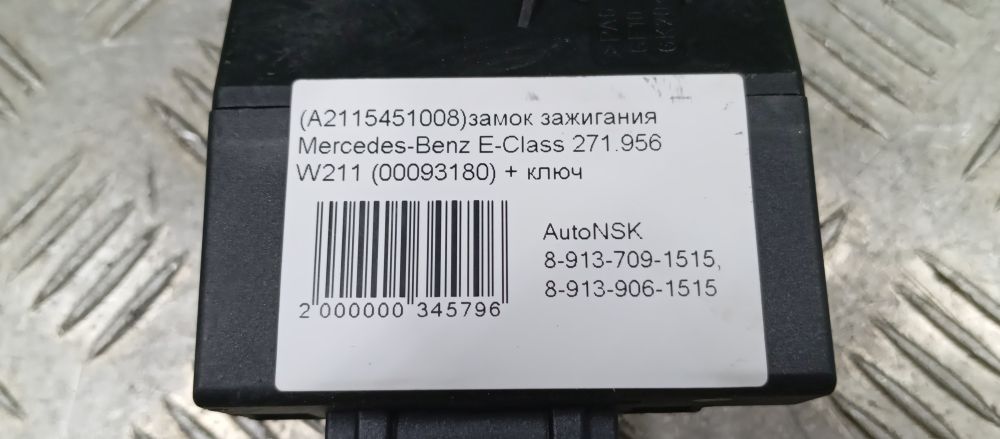 (A2115451008)замок зажигания
Mercedes-Benz E-Class 271.956
W211 (00093180) + ключ
AutoNSK
8-913-709-1515,
8-913-906-1515
2 000000 345796